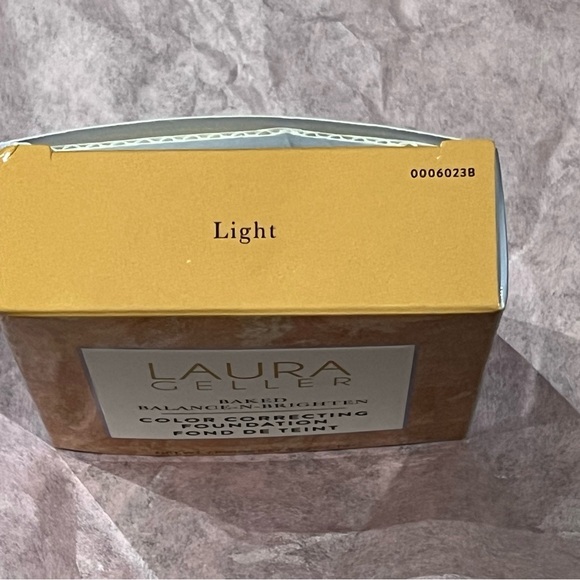 0006023B
Light
LAURA
GELLER
BAKED
BALANCE-N-BRIGHTEN
COLOR CORRECTING
FOUNDATION
FOND DE TEINT